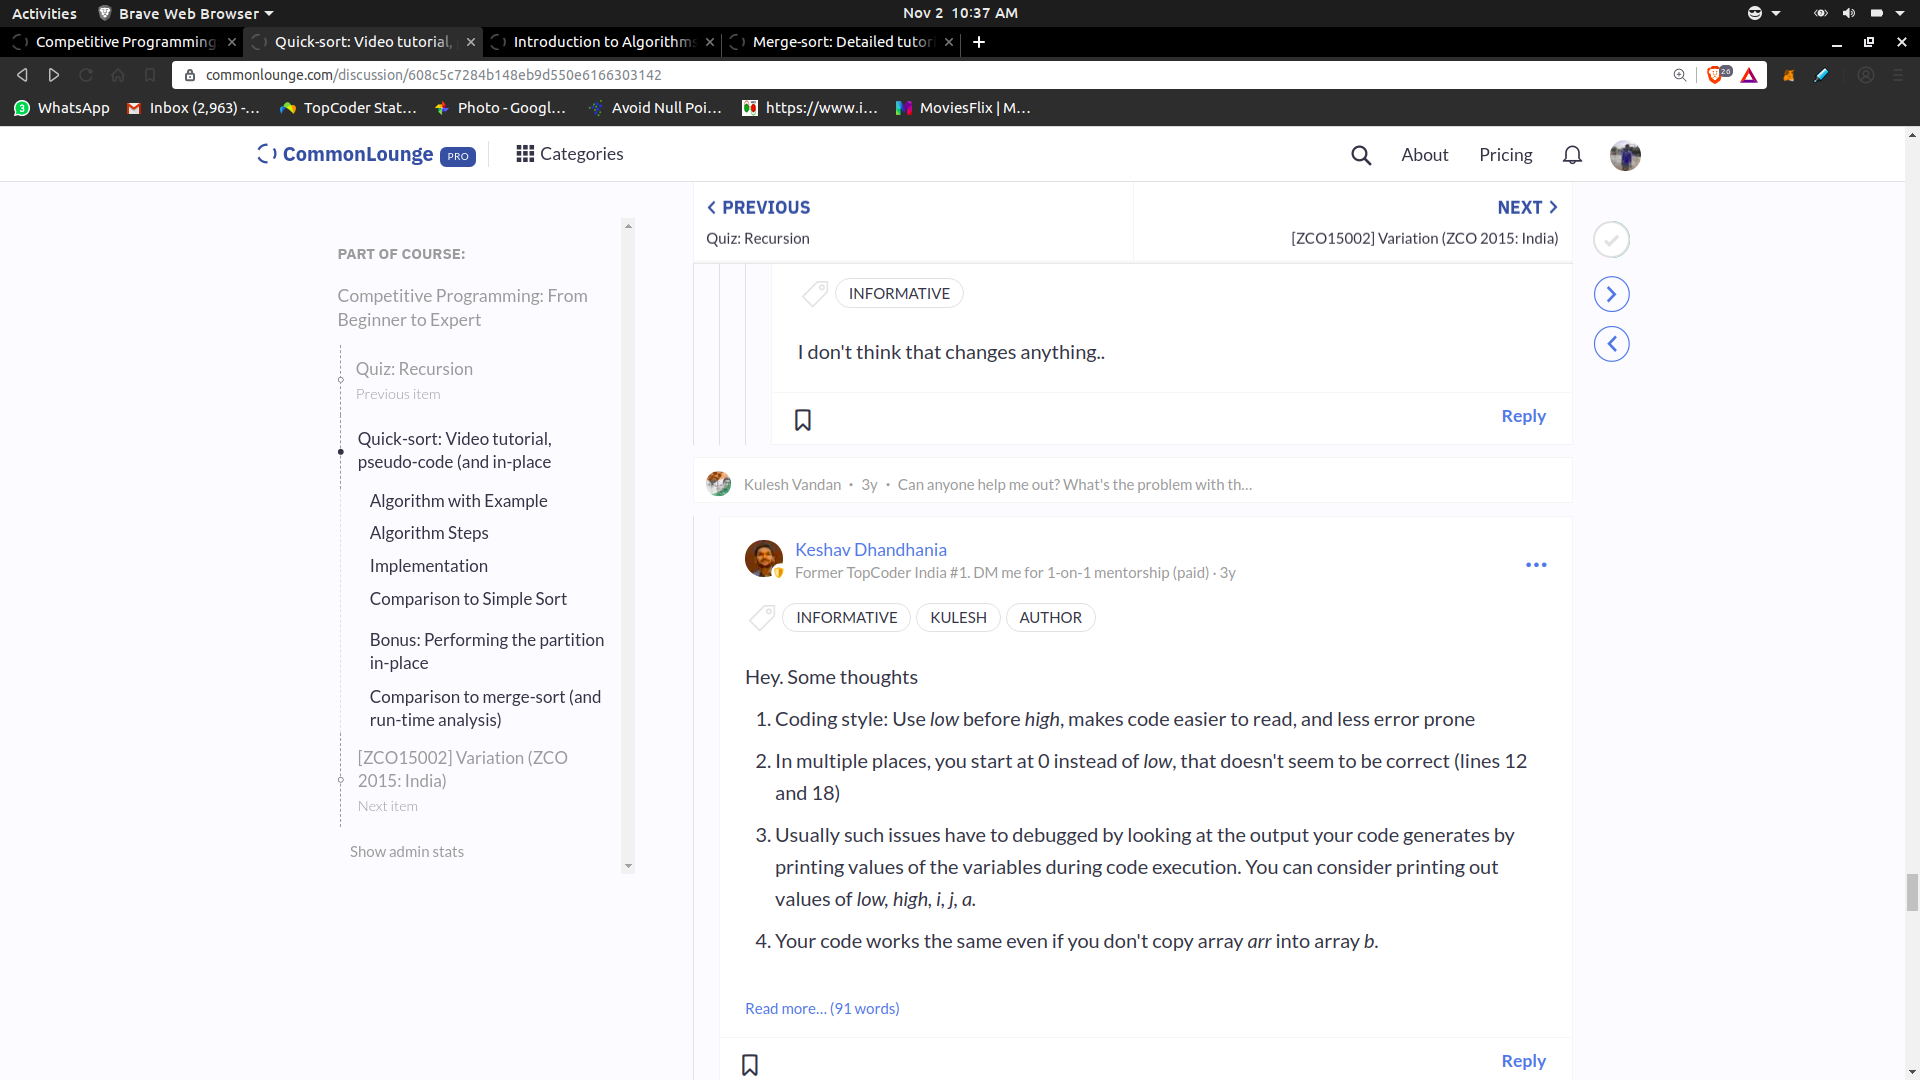 Activities
Brave Web Browser
Nov 2 10:37 AM
Competitive Programming
Quick-sort: Video tutorial,
Introduction to Algorithms
Merge-sort: Detailed tutori
commonlounge.com/discussion/608c5c7284b148eb9d550e6166303142
26
3
WhatsApp
Inbox (2,963) -...
TopCoder Stat...
Photo - Googl...
Avoid Null Poi...
https://www.i...
MoviesFlix | M...
CommonLounge PRO
Categories
About
Pricing
PREVIOUS
Quiz: Recursion
NEXT
[ZCO15002] Variation (ZCO 2015: India)
PART OF COURSE:
Competitive Programming: From
Beginner to Expert
Quiz: Recursion
Previous item
Quick-sort: Video tutorial,
pseudo-code (and in-place
Algorithm with Example
Algorithm Steps
Implementation
Comparison to Simple Sort
Bonus: Performing the partition
in-place
Comparison to merge-sort (and
run-time analysis)
[ZCO15002] Variation (ZCO
2015: India)
Next item
Show admin stats
INFORMATIVE
I don't think that changes anything..
Reply
Kulesh Vandan • 3y • Can anyone help me out? What's the problem with th...
Keshav Dhandhania
Former TopCoder India #1. DM me for 1-on-1 mentorship (paid) · 3y
INFORMATIVE
KULESH
AUTHOR
Hey. Some thoughts
1. Coding style: Use low before high, makes code easier to read, and less error prone
2. In multiple places, you start at 0 instead of low, that doesn't seem to be correct (lines 12
and 18)
3. Usually such issues have to debugged by looking at the output your code generates by
printing values of the variables during code execution. You can consider printing out
values of low, high, i, j, a.
4. Your code works the same even if you don't copy array arr into array b.
Read more... (91 words)
Reply